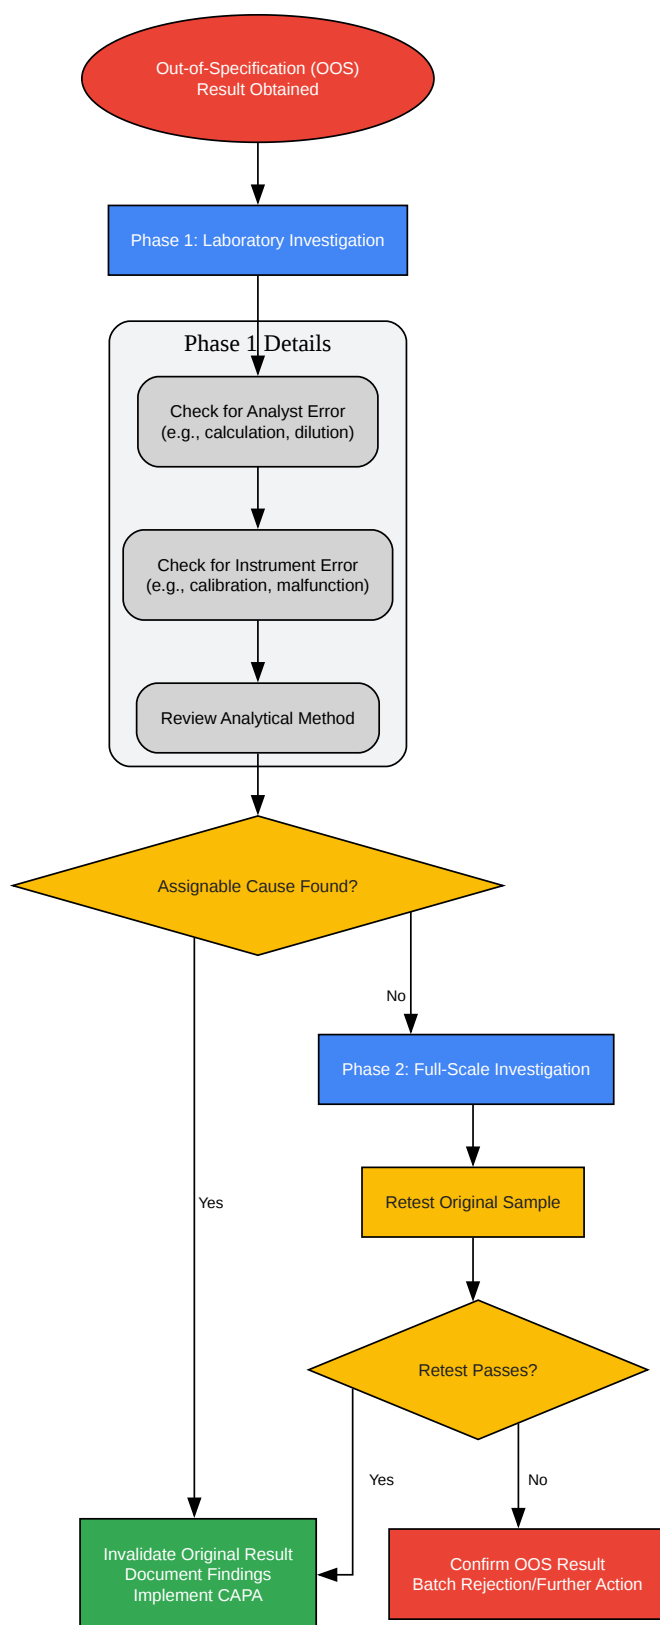 Out-of-Specification (OOS)
Result Obtained
Phase 1: Laboratory Investigation
Phase 1 Details
Check for Analyst Error
(e.g., calculation, dilution)
Check for Instrument Error
(e.g., calibration, malfunction)
Review Analytical Method
Assignable Cause Found?
No
Phase 2: Full-Scale Investigation
Yes
Retest Original Sample
Retest Passes?
Yes
No
Invalidate Original Result
Document Findings
Implement CAPA
Confirm OOS Result
Batch Rejection/Further Action